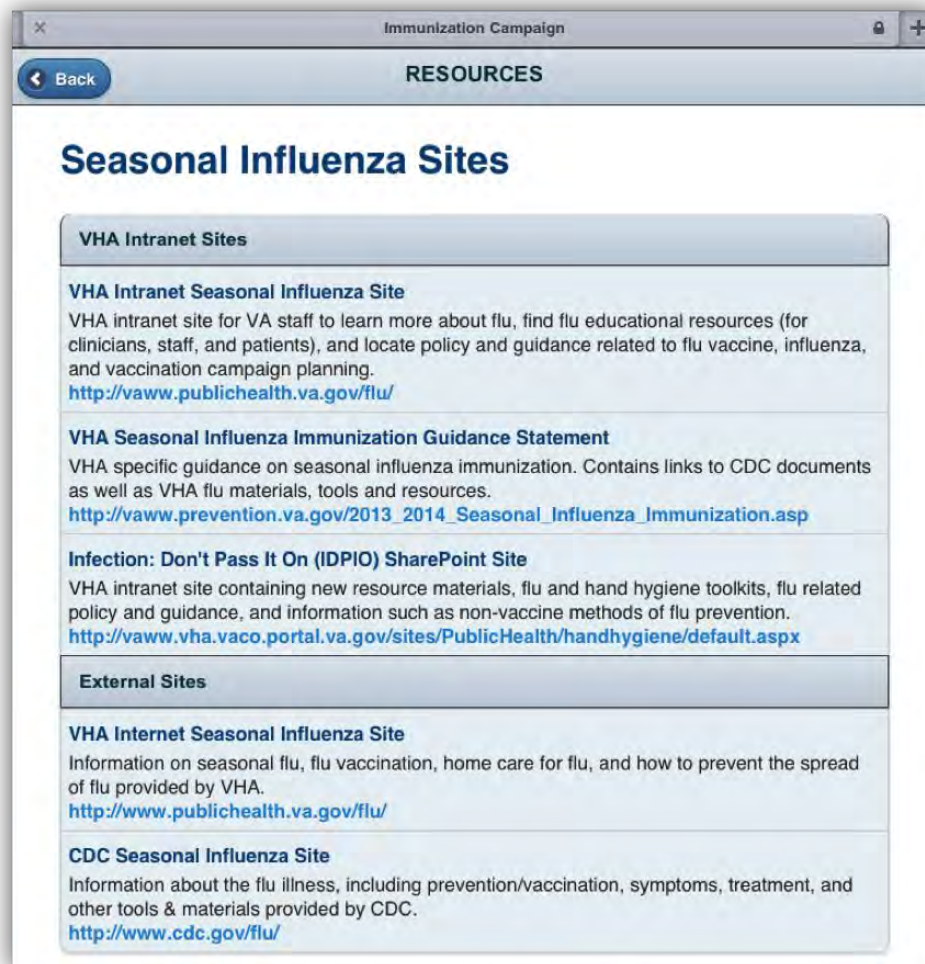 Immunization Campaign
Back
RESOURCES
Seasonal Influenza Sites
VHA Intranet Sites
VHA Intranet Seasonal Influenza Site
VHA intranet site for VA staff to learn more about flu, find flu educational resources (for
clinicians, staff, and patients), and locate policy and guidance related to flu vaccine, influenza,
and vaccination campaign planning.
http://vaww.publichealth.va.gov/flu/
VHA Seasonal Influenza Immunization Guidance Statement
VHA specific guidance on seasonal influenza immunization. Contains links to CDC documents
as well as VHA flu materials, tools and resources.
http://vaww.prevention.va.gov/2013_2014_Seasonal_Influenza_Immunization.asp
Infection: Don't Pass It On (IDPIO) SharePoint Site
VHA intranet site containing new resource materials, flu and hand hygiene toolkits, flu related
policy and guidance, and information such as non-vaccine methods of flu prevention.
http://vaww.vha.vaco.portal.va.gov/sites/PublicHealth/handhygiene/default.aspx
External Sites
VHA Internet Seasonal Influenza Site
Information on seasonal flu, flu vaccination, home care for flu, and how to prevent the spread
of flu provided by VHA.
http://www.publichealth.va.gov/flu/
CDC Seasonal Influenza Site
Information about the flu illness, including prevention/vaccination, symptoms, treatment, and
other tools & materials provided by CDC.
http://www.cdc.gov/flu/